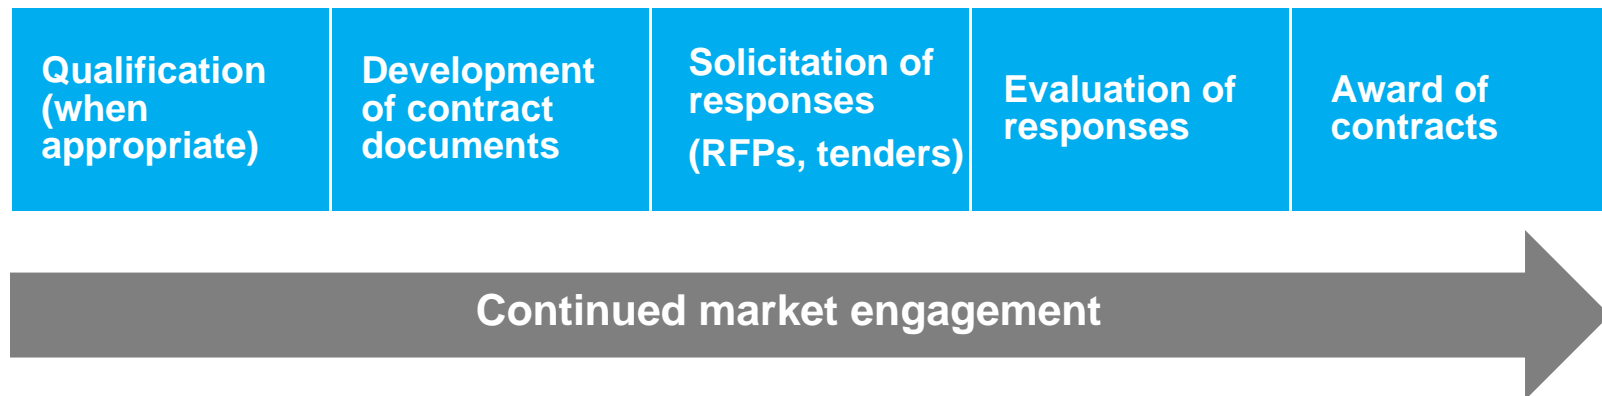 Qualification
(when
appropriate)
Development
of contract
documents
Solicitation of
responses
(RFPs, tenders)
Evaluation of
responses
Award of
contracts
Continued market engagement